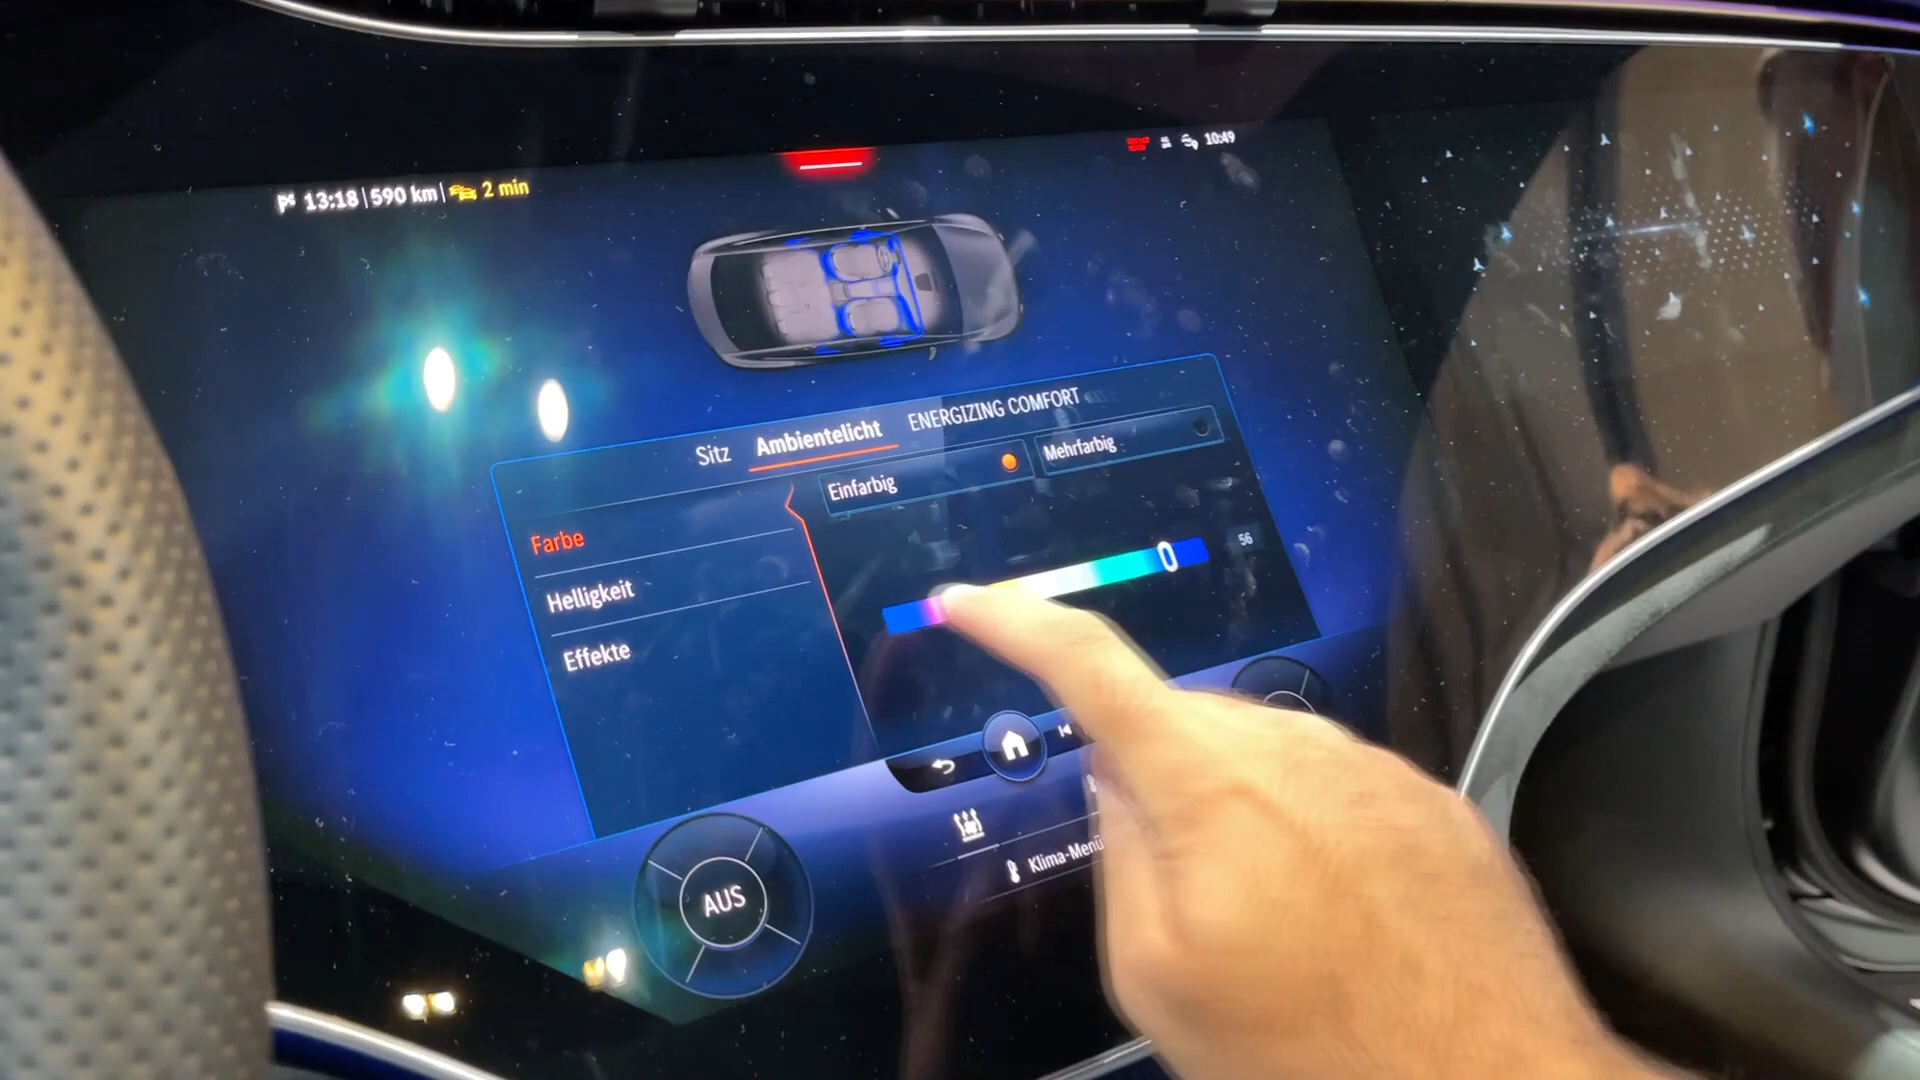 13:18 | 590 km | 2 min
10:49
Sitz Ambientelicht ENERGIZING COMFORT
Einfarbig Mehrfarbig
Farbe
56
Helligkeit
Effekte
AUS
Klima-Menü